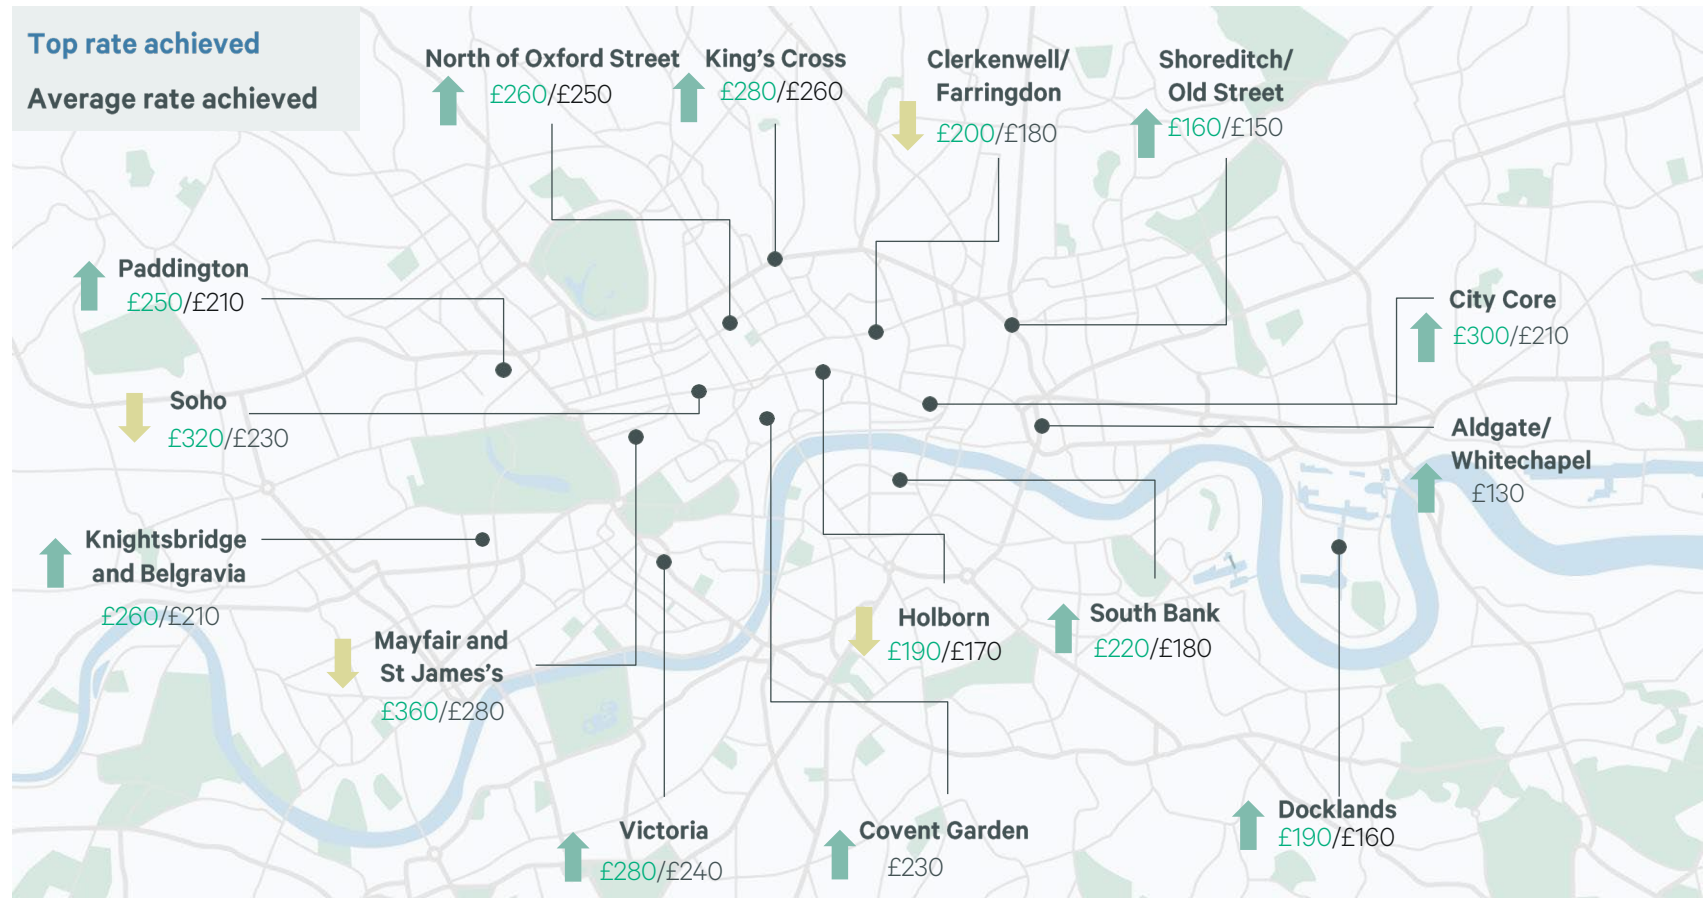 Top rate achieved
Average rate achieved
North of Oxford Street
£260/£250
King’s Cross
£280/£260
Clerkenwell/
Farringdon
£200/£180
Shoreditch/
Old Street
£160/£150
Paddington
£250/£210
City Core
£300/£210
Soho
£320/£230
Aldgate/
Whitechapel
£130
Knightsbridge
and Belgravia
£260/£210
Mayfair and
St James’s
£360/£280
Holborn
£190/£170
South Bank
£220/£180
Victoria
£280/£240
Covent Garden
£230
Docklands
£190/£160